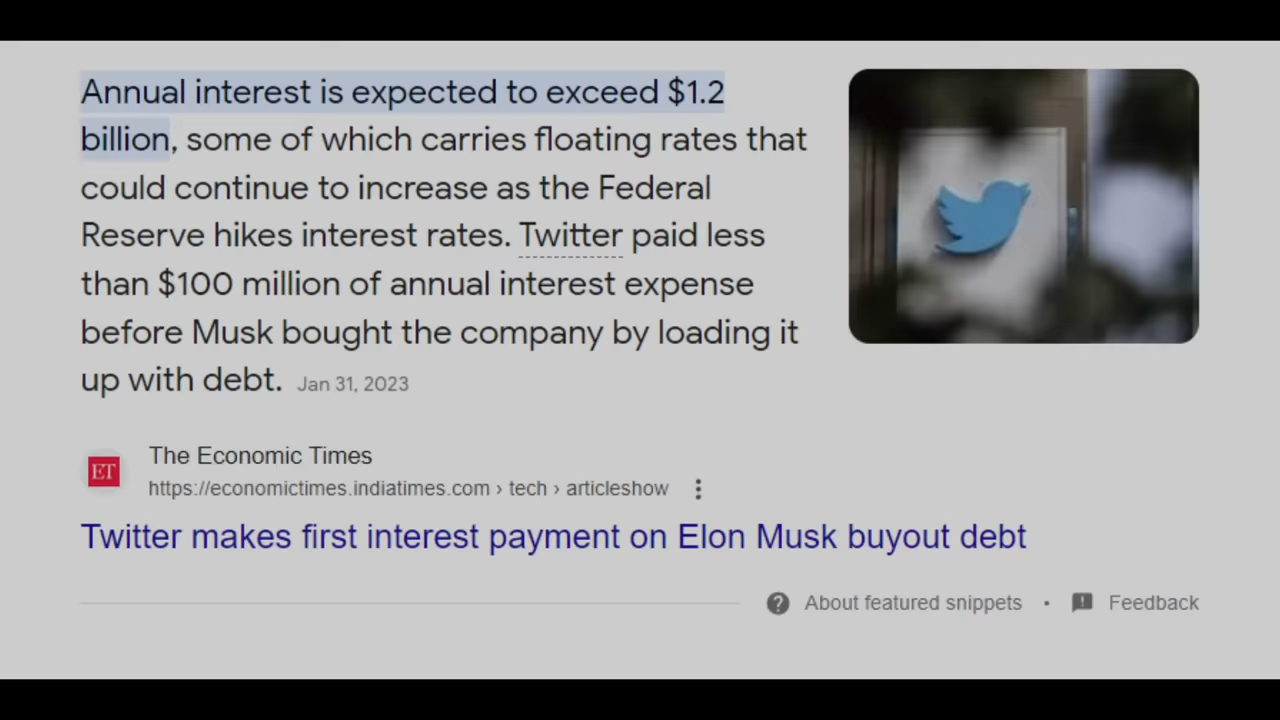 Annual interest is expected to exceed $1.2
billion, some of which carries floating rates that
could continue to increase as the Federal
Reserve hikes interest rates. Twitter paid less
than $100 million of annual interest expense
before Musk bought the company by loading it
up with debt. Jan 31, 2023
ET
The Economic Times
https://economictimes.indiatimes.com › tech › articleshow
Twitter makes first interest payment on Elon Musk buyout debt
About featured snippets • Feedback